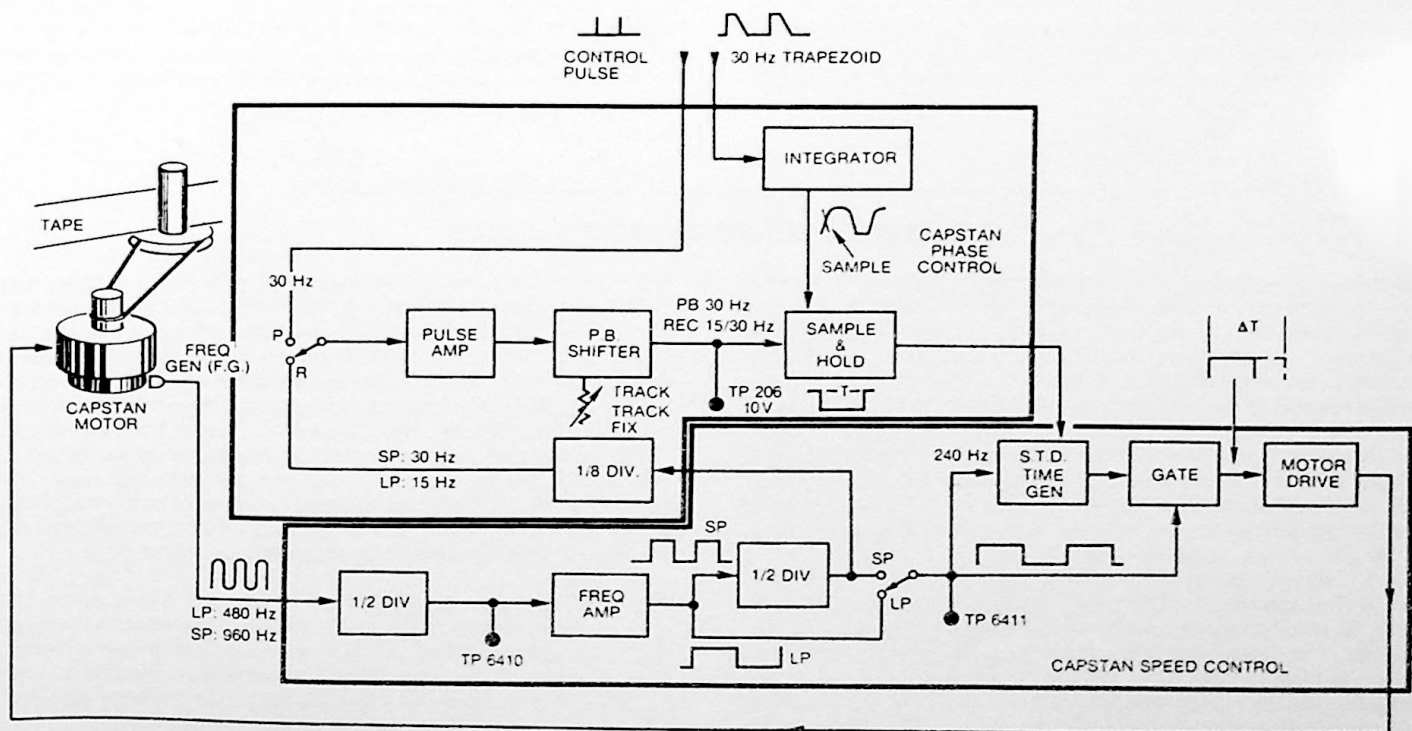 CONTROL
PULSE
30 Hz TRAPEZOID
INTEGRATOR
TAPE
SAMPLE
CAPSTAN
PHASE
CONTROL
30 Hz
P
R
PULSE
AMP
P.B.
SHIFTER
PB 30 Hz
REC 15/30 Hz
SAMPLE
&
HOLD
ΔT
FREQ
GEN (F.G.)
CAPSTAN
MOTOR
TRACK
TRACK
FIX
TP 206
10V
T
SP: 30 Hz
LP: 15 Hz
1/8 DIV.
240 Hz
S.T.D.
TIME
GEN
GATE
MOTOR
DRIVE
LP: 480 Hz
SP: 960 Hz
1/2 DIV
TP 6410
FREQ
AMP
SP
1/2 DIV
SP
LP
LP
TP 6411
CAPSTAN SPEED CONTROL